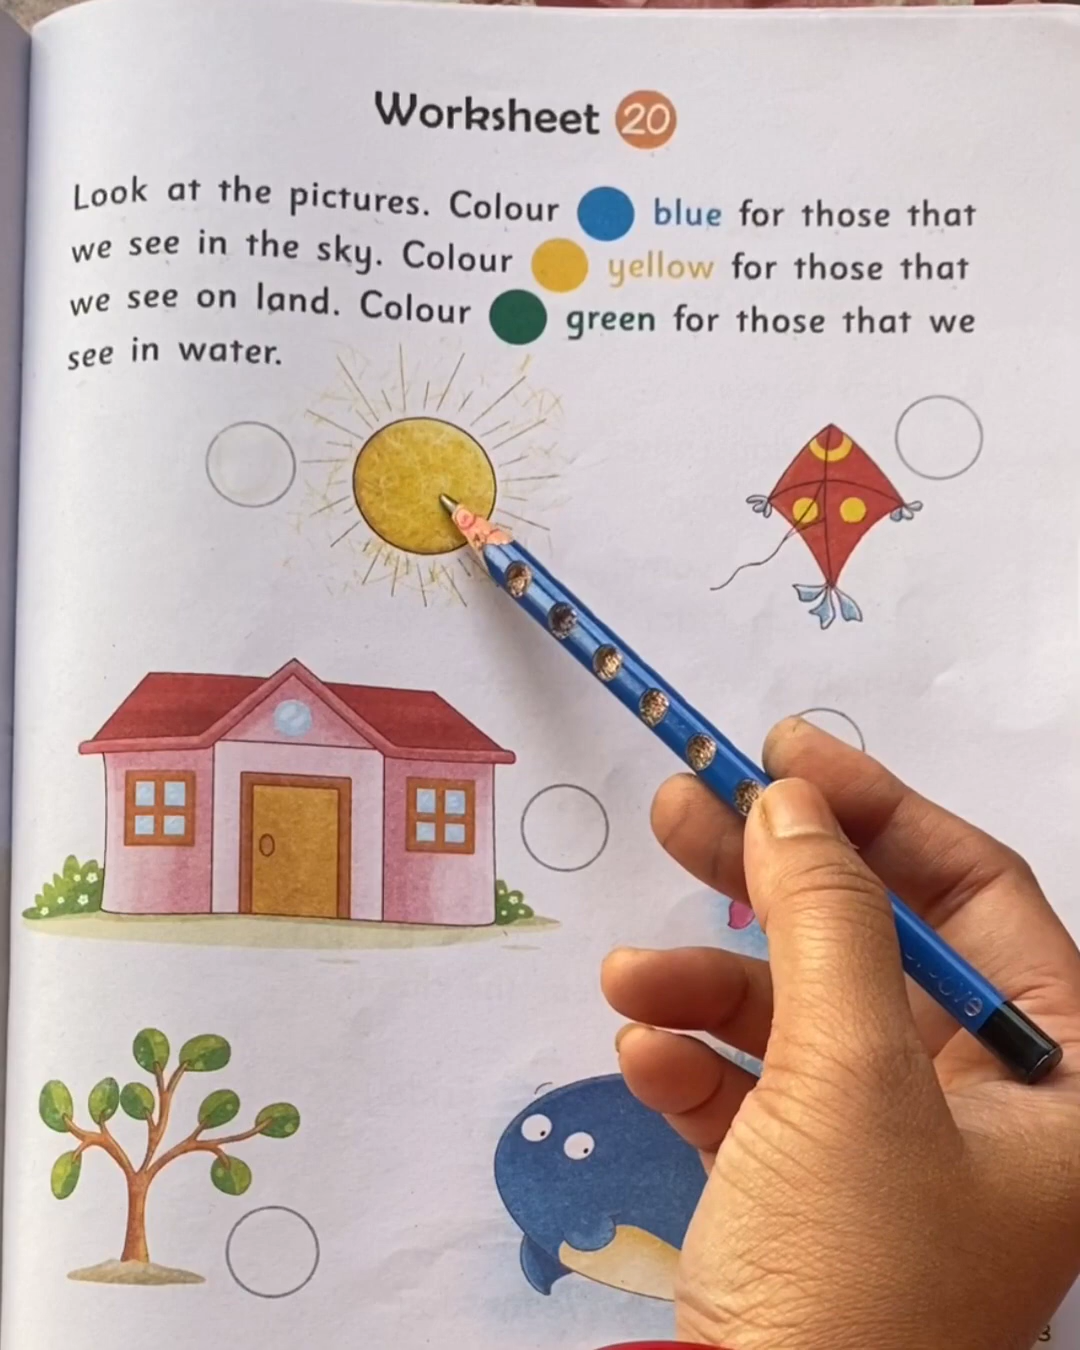 Worksheet 20
Look at the pictures. Colour blue for those that
we see in the sky. Colour yellow for those that
we see on land. Colour green for those that we
see in water.